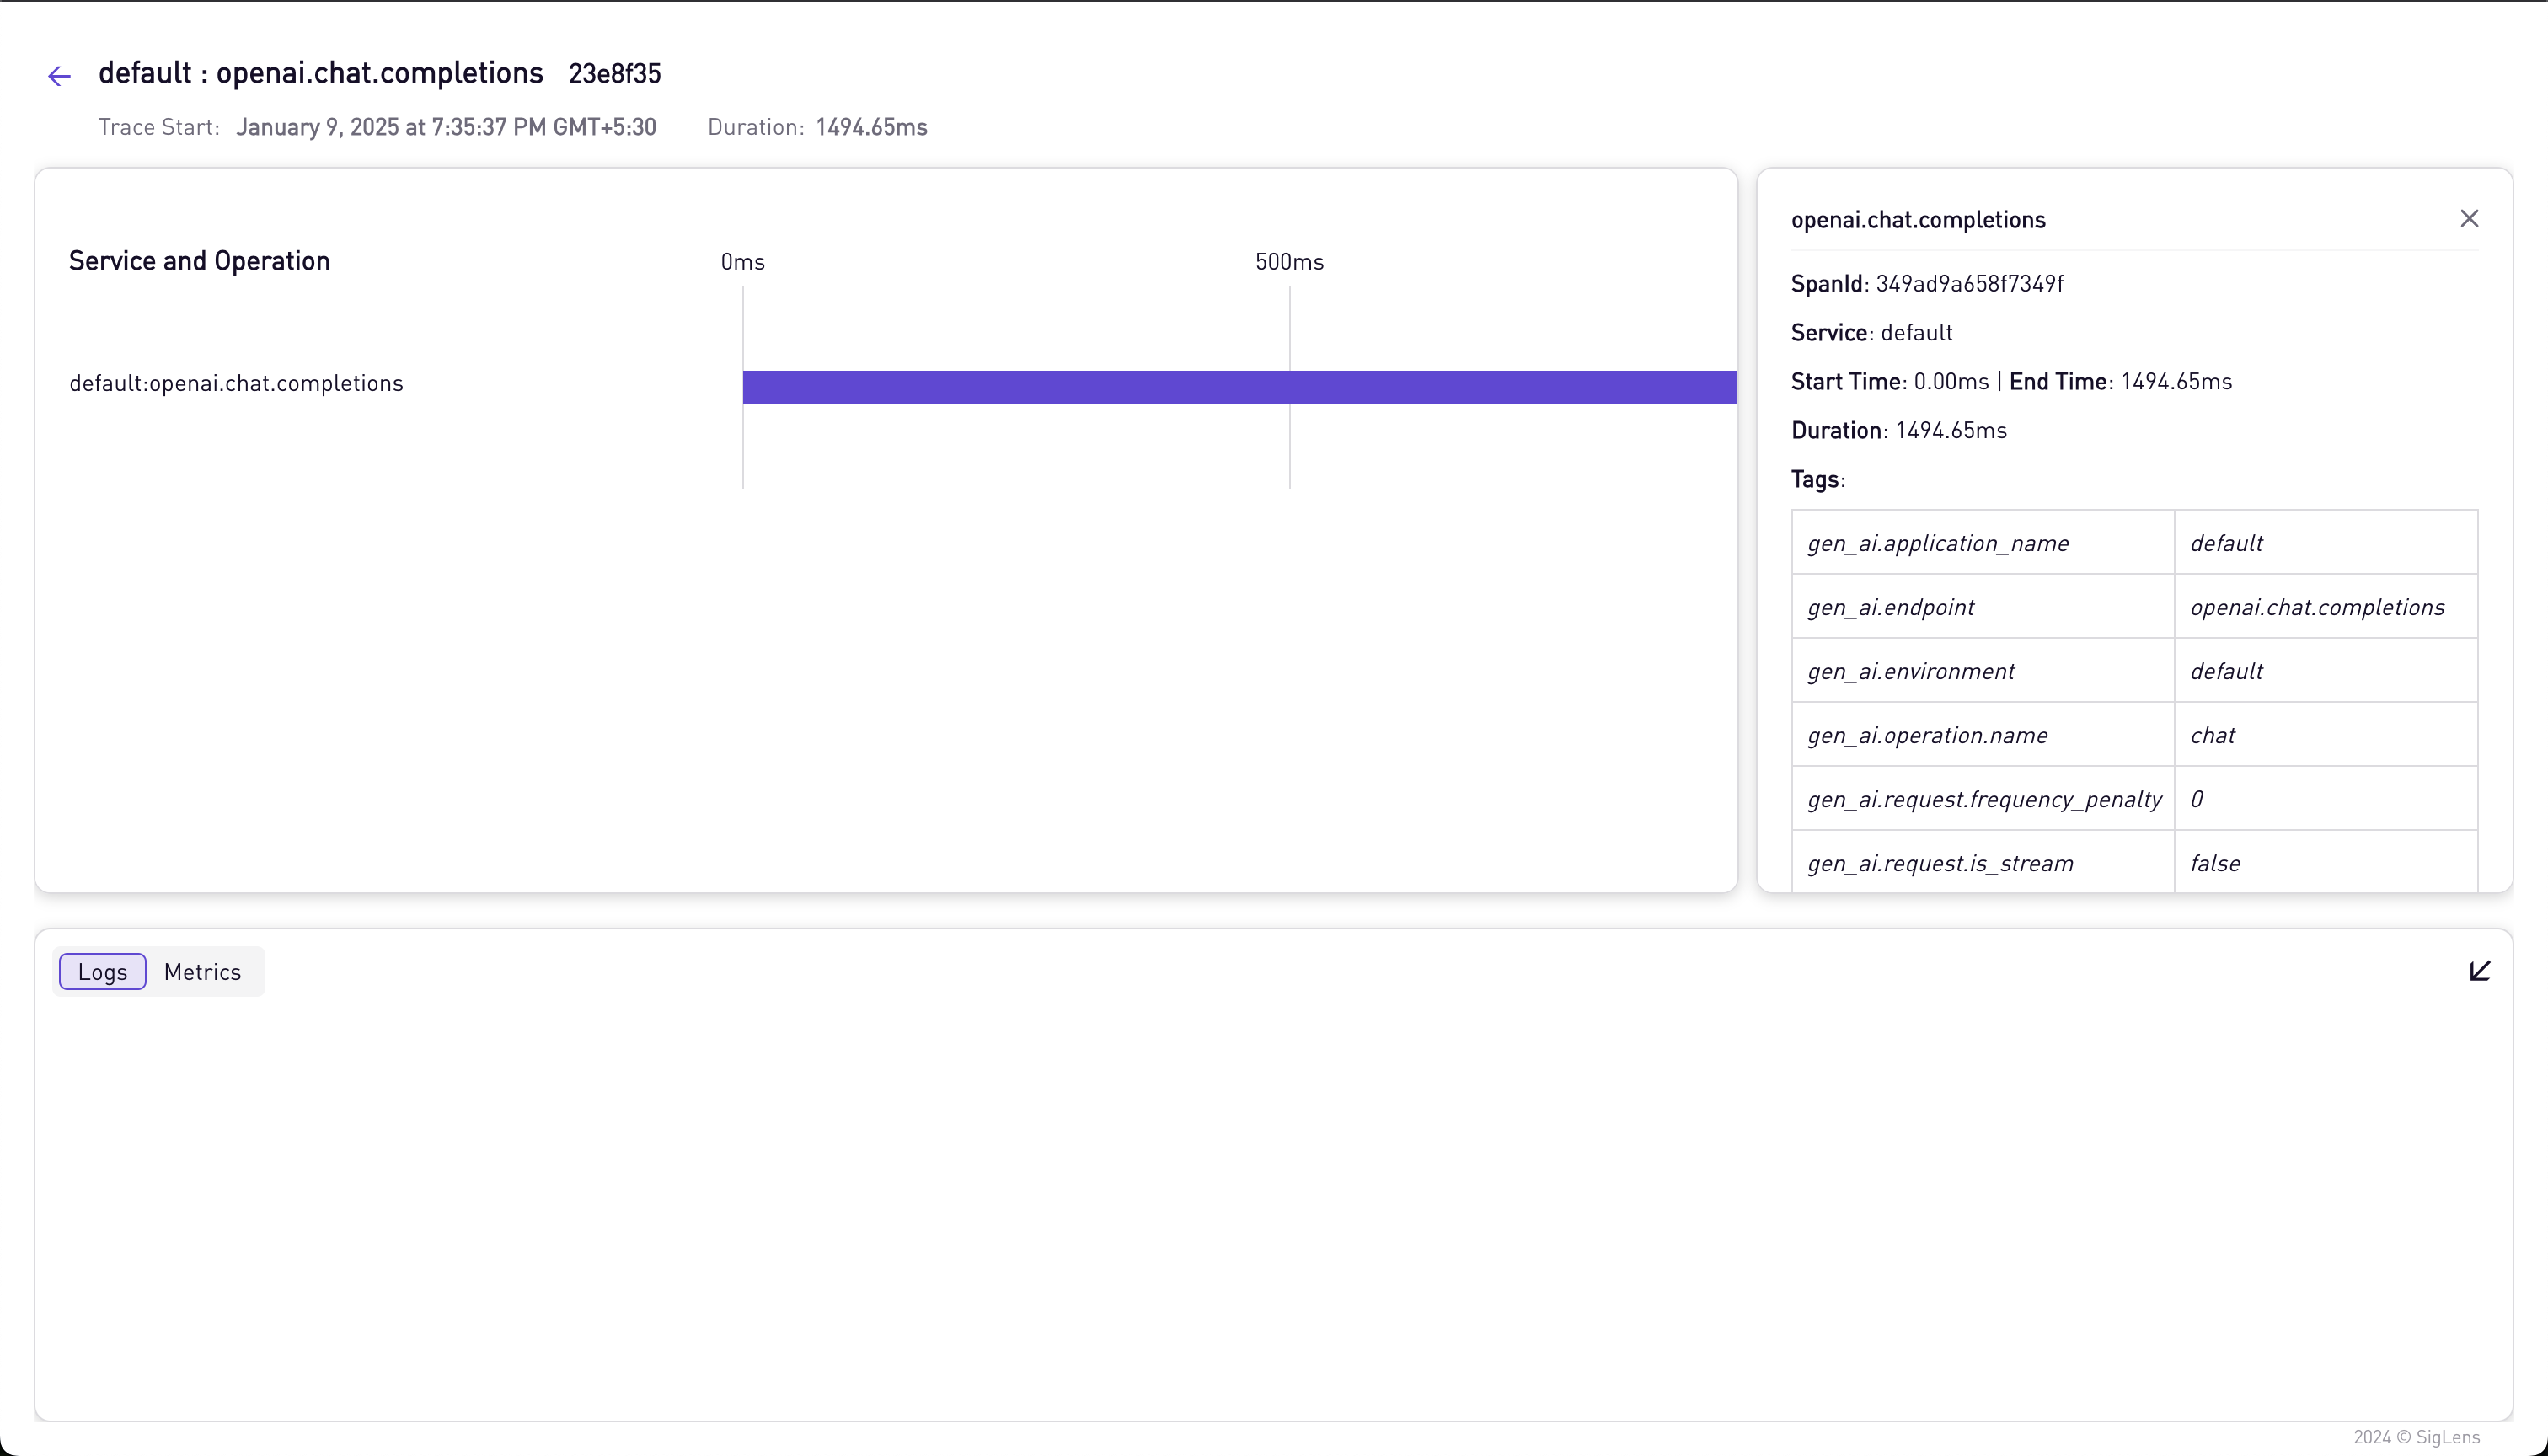 default : openai.chat.completions 23e8f35
Trace Start: January 9, 2025 at 7:35:37 PM GMT+5:30 Duration: 1494.65ms
Service and Operation 0ms 500ms
default:openai.chat.completions
openai.chat.completions
SpanId: 349ad9a658f7349f
Service: default
Start Time: 0.00ms | End Time: 1494.65ms
Duration: 1494.65ms
Tags:
gen_ai.application_name default
gen_ai.endpoint openai.chat.completions
gen_ai.environment default
gen_ai.operation.name chat
gen_ai.request.frequency_penalty 0
gen_ai.request.is_stream false
Logs Metrics
2024 © SigLens